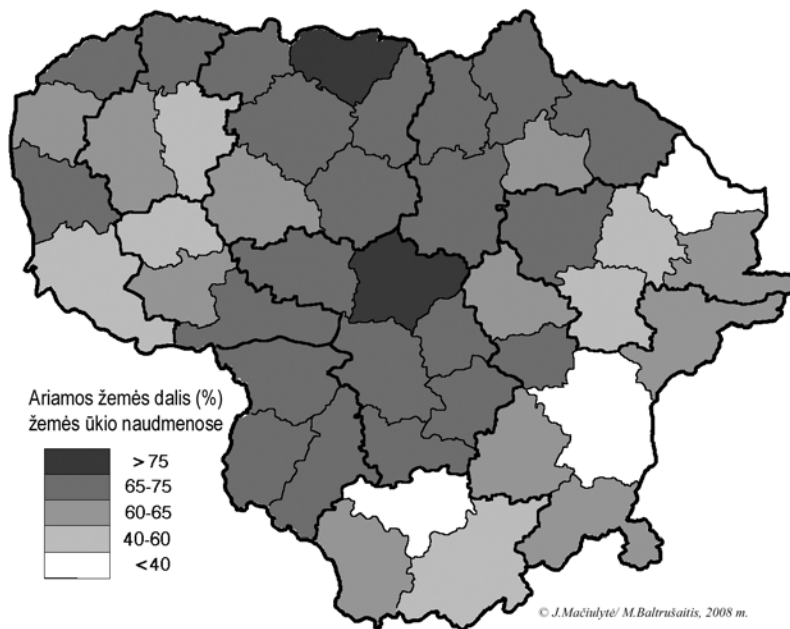 Ariamos žemės dalis (%)
žemės ūkio naudmenose
> 75
65-75
60-65
40-60
<40
© J.Mačiulytė/ M.Baltrušaitis, 2008 m.